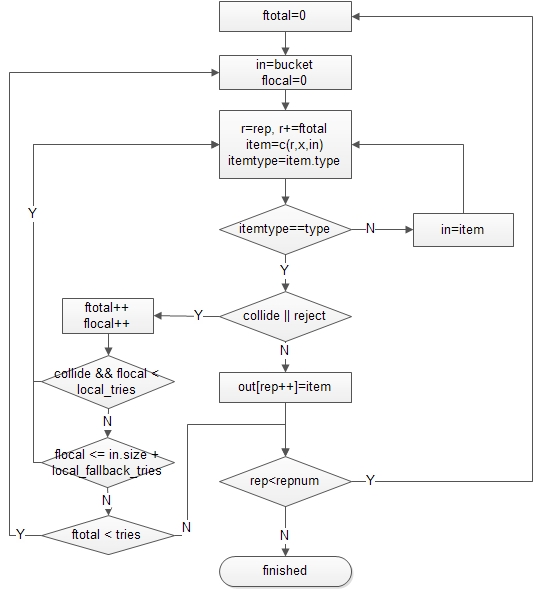 ftotal=0
in=bucket
flocal=0
r=rep, r+=ftotal
item=c(r,x,in)
itemtype=item.type
Y
itemtype==type
N
in=item
Y
ftotal++
flocal++
Y
collide || reject
N
collide && flocal <
local_tries
out[rep++]=item
N
flocal <= in.size +
local_fallback_tries
rep<repnum
Y
N
Y
ftotal < tries
N
N
finished